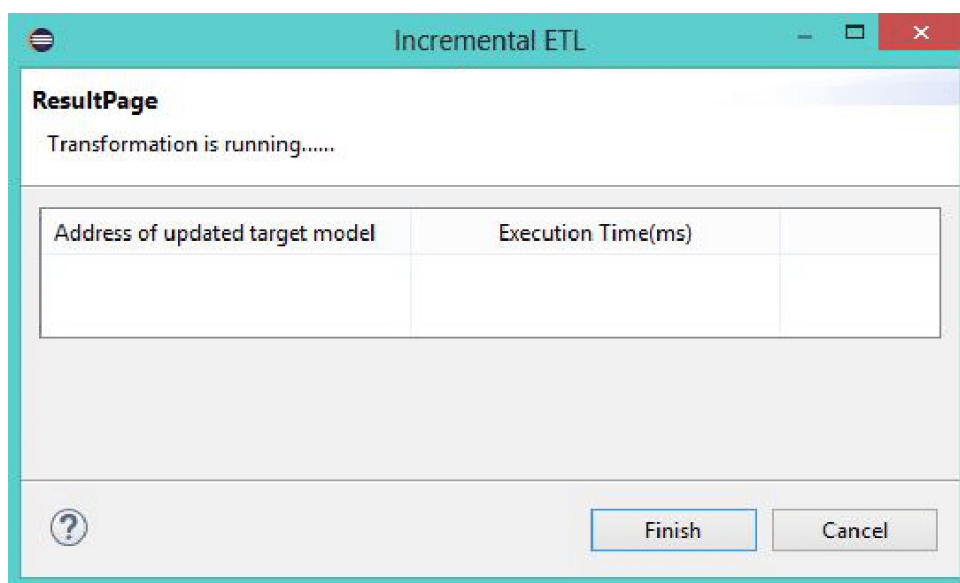 Incremental ETL
ResultPage
Transformation is running......
Address of updated target model Execution Time(ms)
Finish Cancel